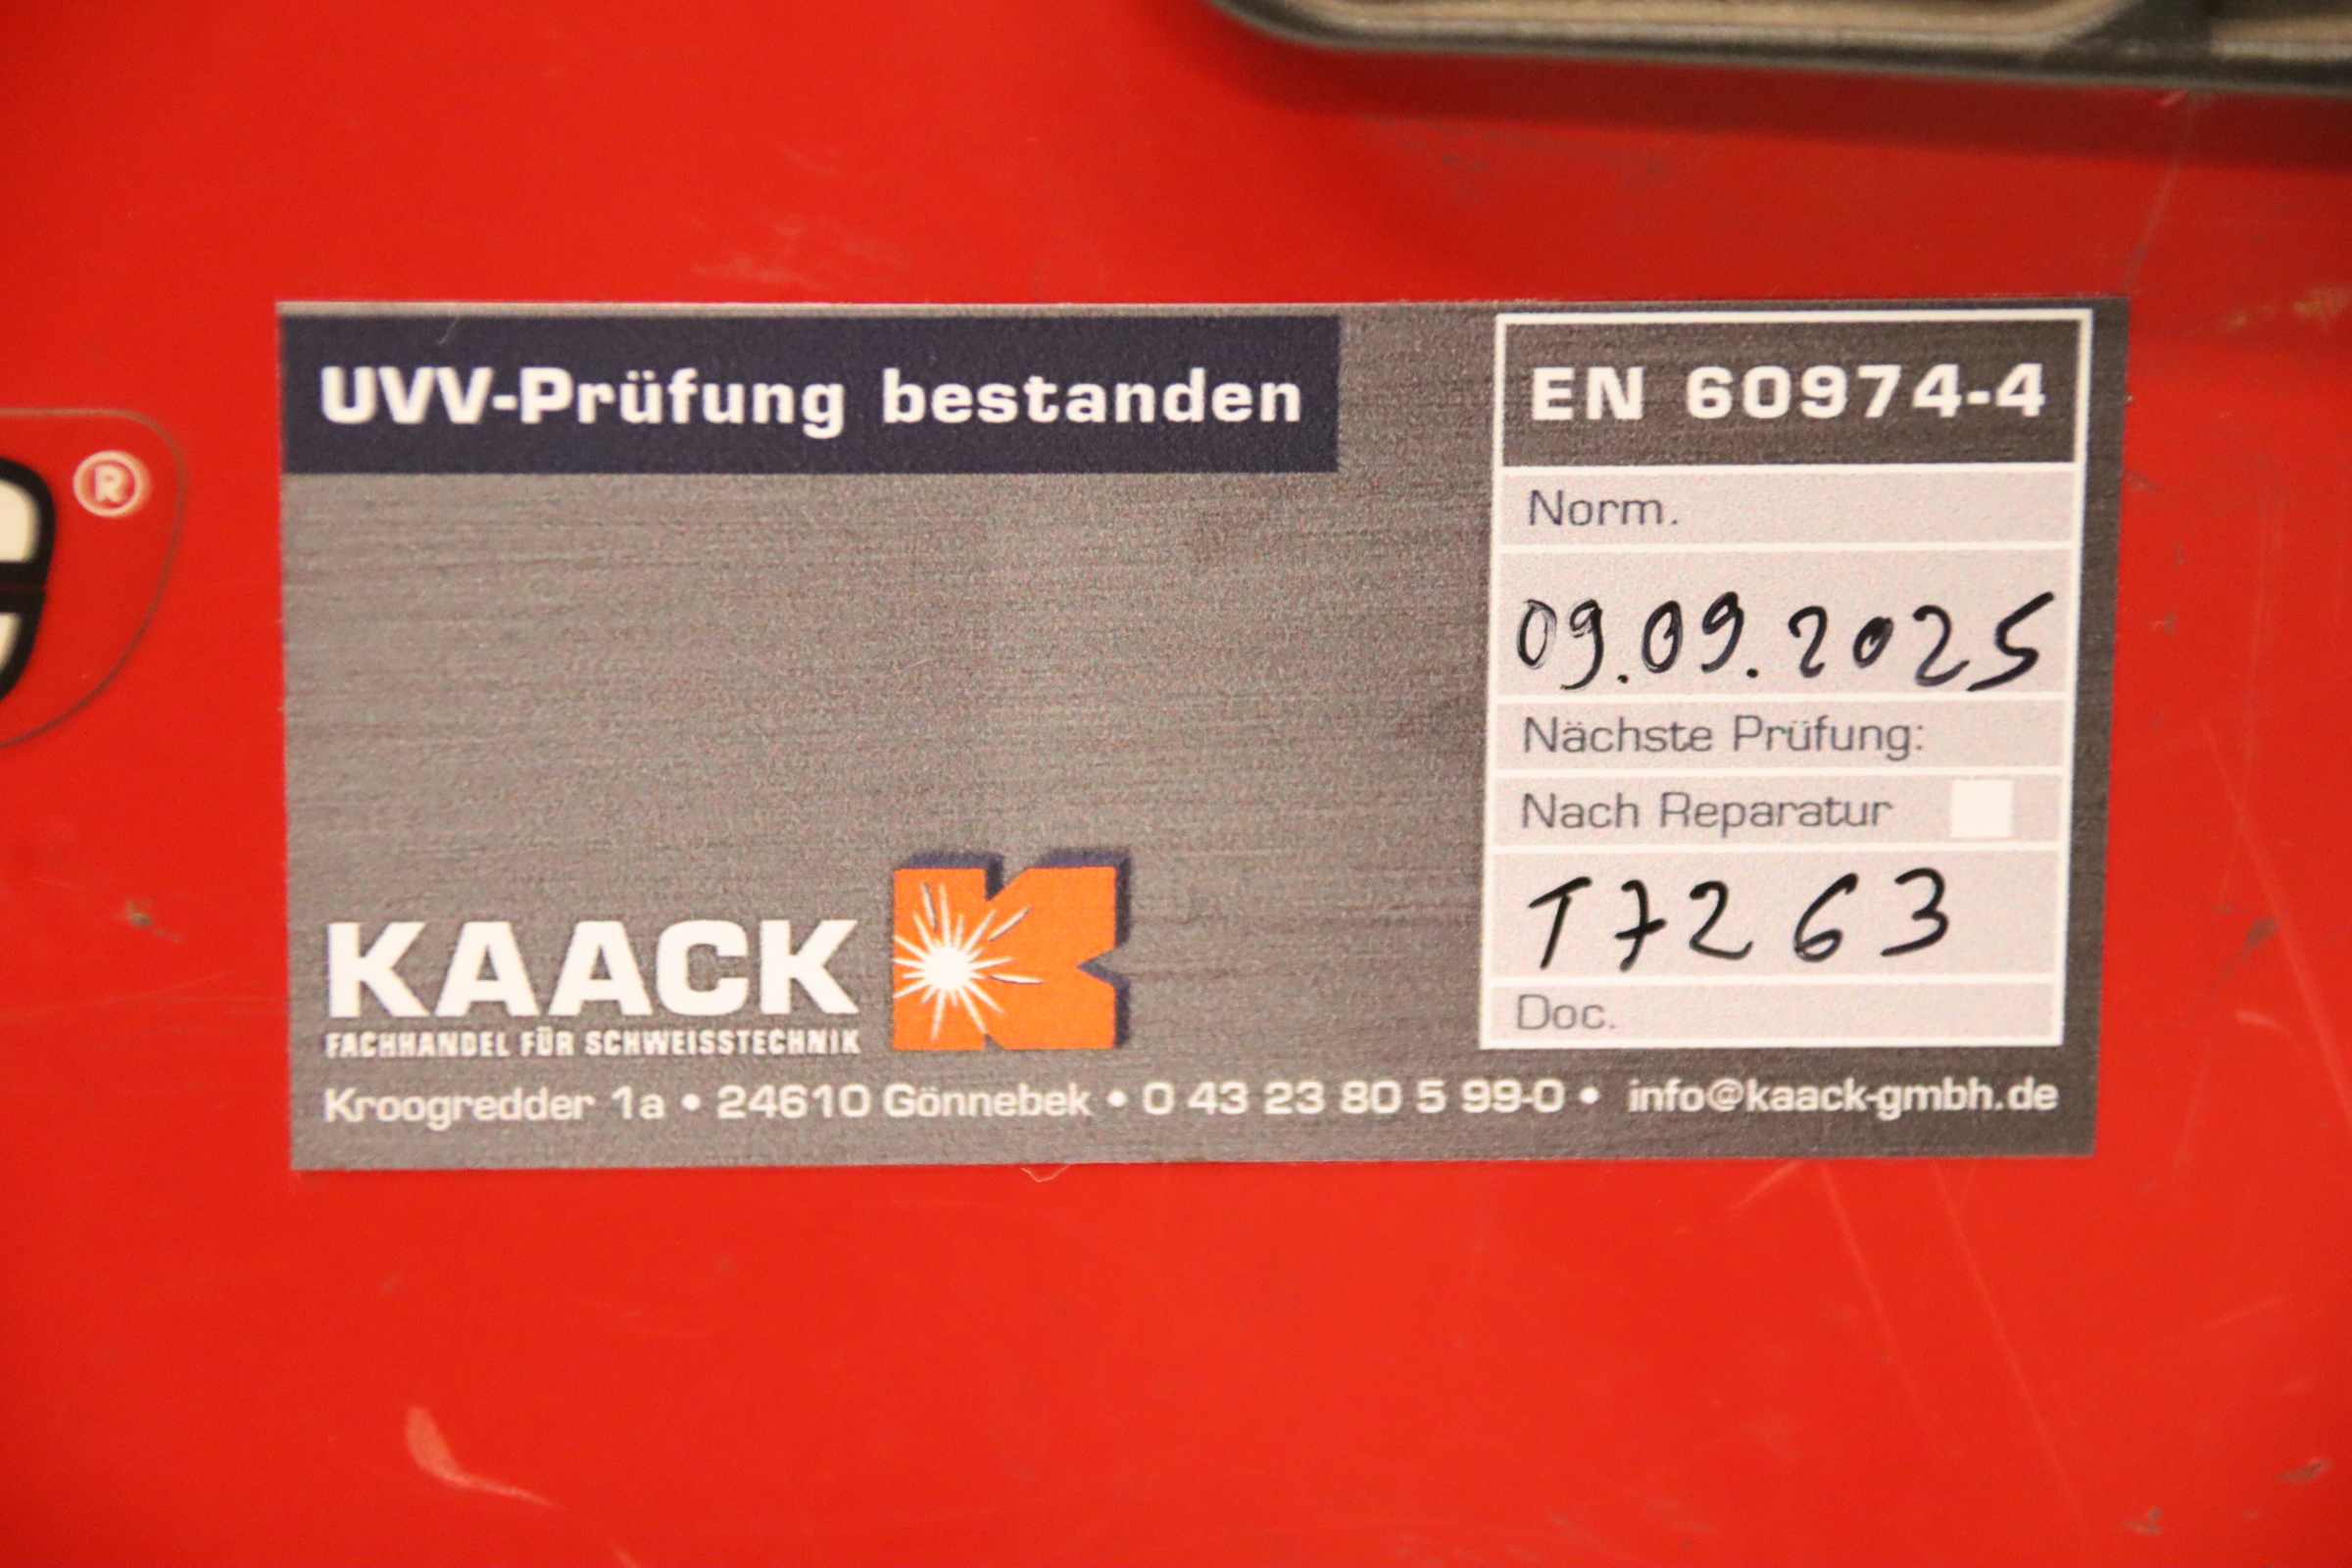 ®
UVV-Prüfung bestanden
EN 60974-4
Norm.
09.09.2025
Nächste Prüfung:
Nach Reparatur
T7263
Doc.
KAACK
FACHHANDEL FÜR SCHWEISSTECHNIK
Kroogredder 1a • 24610 Gönnebek • 0 43 23 80 5 99-0 • info@kaack-gmbh.de